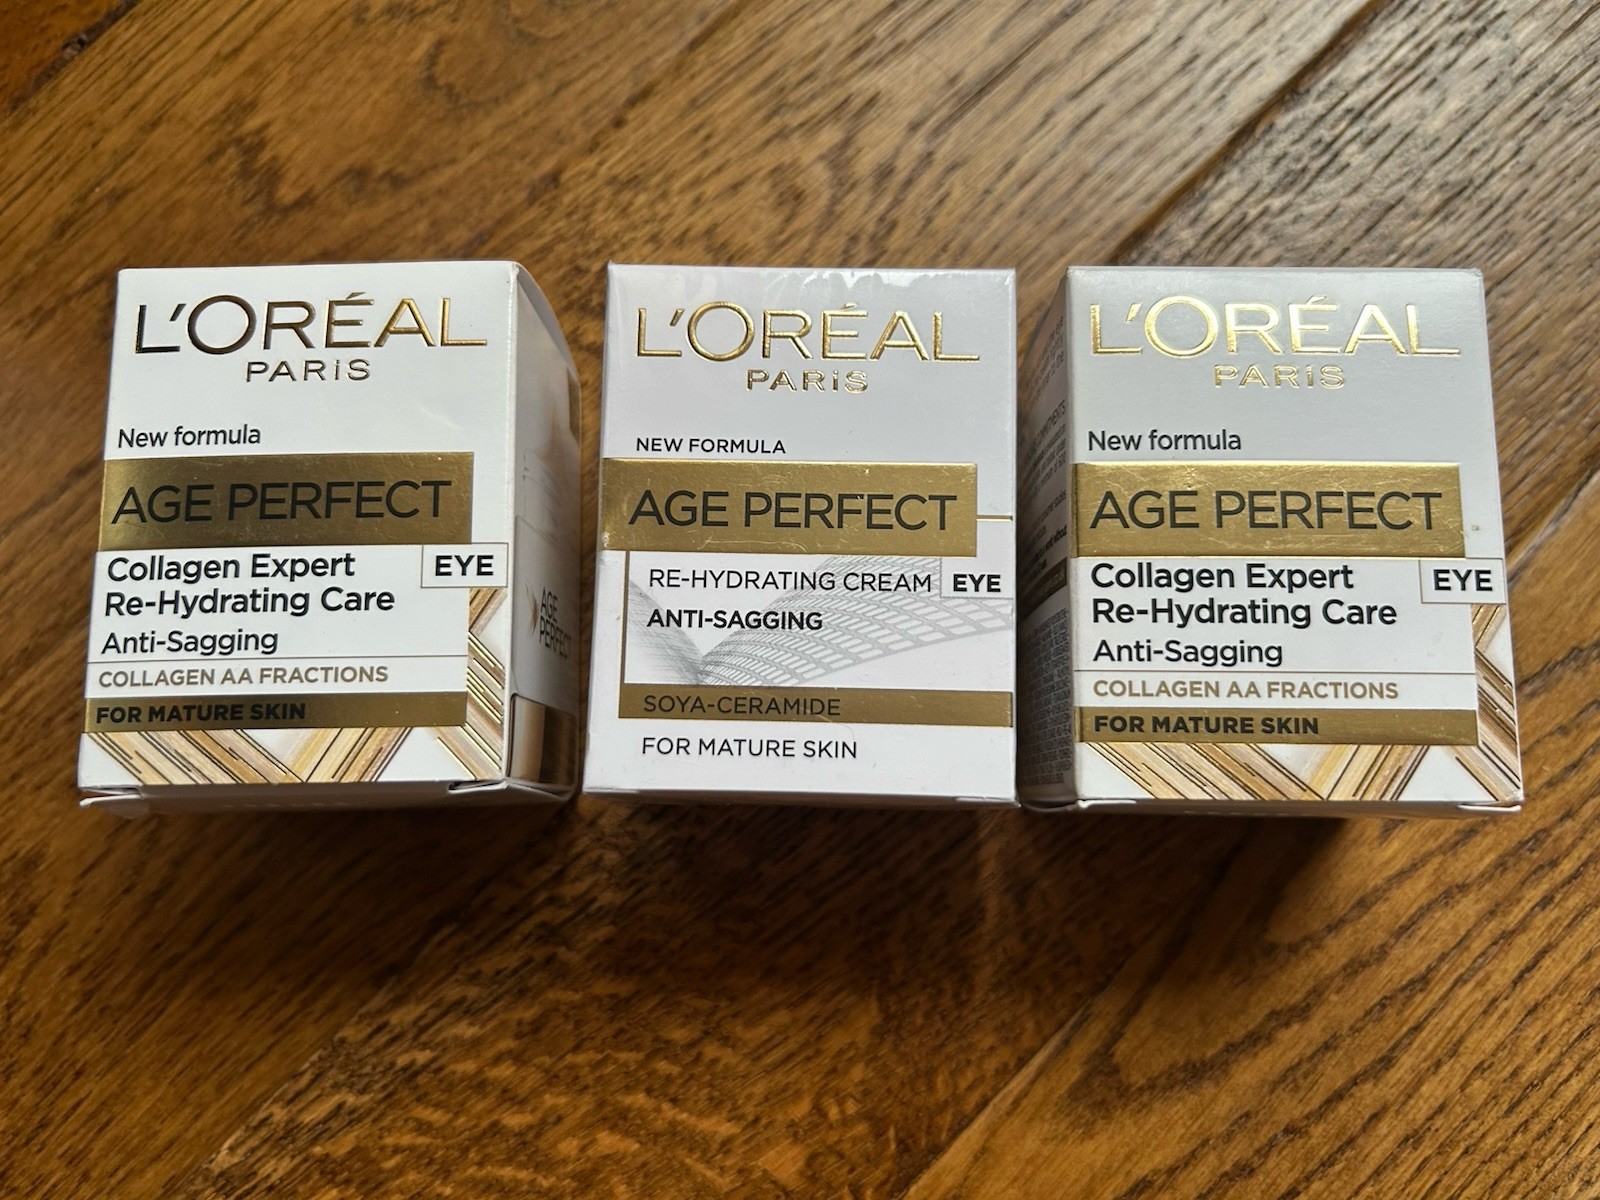 L'ORÉAL
PARIS
New formula
AGE PERFECT
Collagen Expert
EYE
Re-Hydrating Care
Anti-Sagging
COLLAGEN AA FRACTIONS
FOR MATURE SKIN
AGE
PERFECT
L'ORÉAL
PARIS
NEW FORMULA
AGE PERFECT
RE-HYDRATING CREAM
EYE
ANTI-SAGGING
SOYA-CERAMIDE
FOR MATURE SKIN
L'ORÉAL
PARIS
New formula
AGE PERFECT
Collagen Expert
EYE
Re-Hydrating Care
Anti-Sagging
COLLAGEN AA FRACTIONS
FOR MATURE SKIN